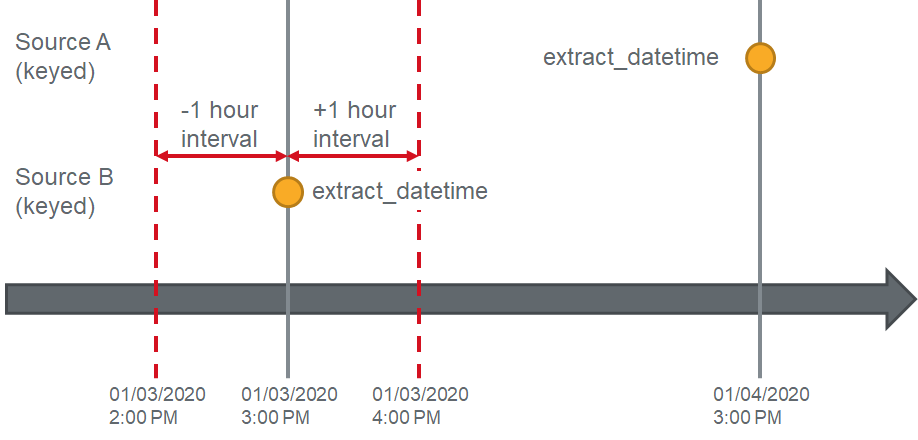 Source A
(keyed)
extract_datetime
-1 hour
interval
+1 hour
interval
Source B
(keyed)
extract_datetime
01/03/2020
2:00 PM
01/03/2020
3:00 PM
01/03/2020
4:00 PM
01/04/2020
3:00 PM